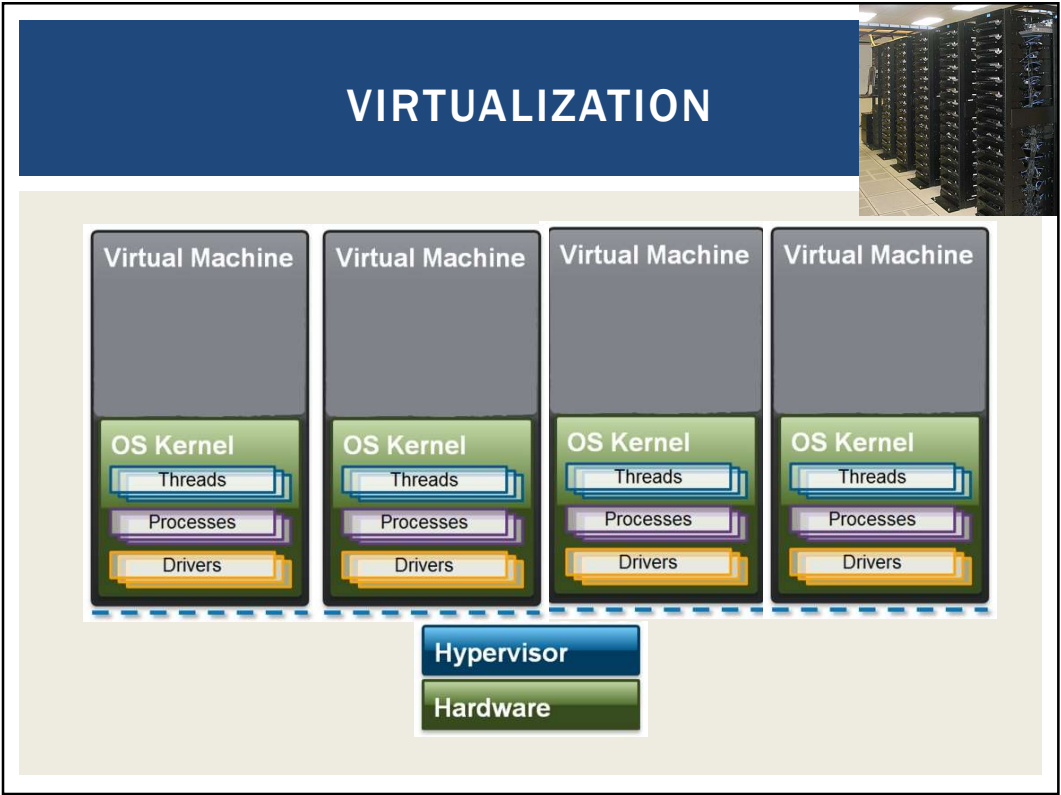 VIRTUALIZATION
Virtual Machine
OS Kernel
Threads
Processes
Drivers
Virtual Machine
OS Kernel
Threads
Processes
Drivers
Virtual Machine
OS Kernel
Threads
Processes
Drivers
Virtual Machine
OS Kernel
Threads
Processes
Drivers
Hypervisor
Hardware